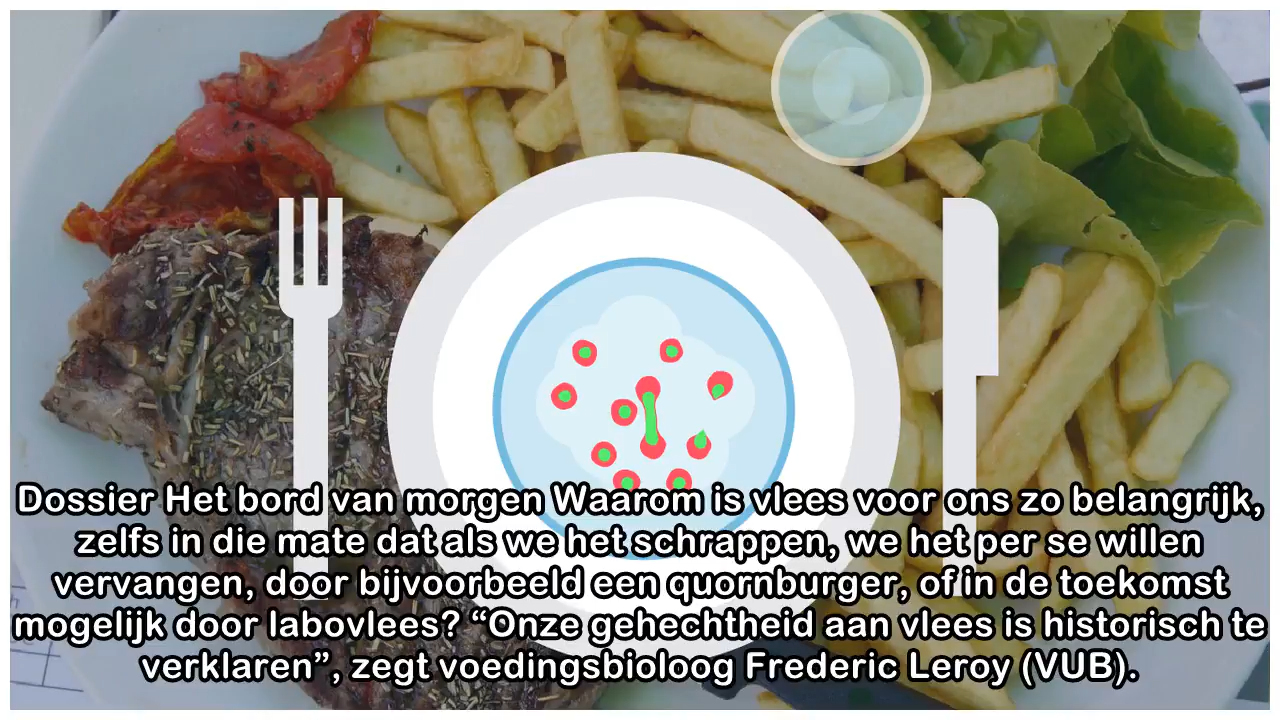 Dossier Het bord van morgen Waarom is vlees voor ons zo belangrijk,
zelfs in die mate dat als we het schrappen, we het per se willen
vervangen, door bijvoorbeeld een quornburger, of in de toekomst
mogelijk door labovlees? “Onze gehechtheid aan vlees is historisch te
verklaren”, zegt voedingsbioloog Frederic Leroy (VUB).